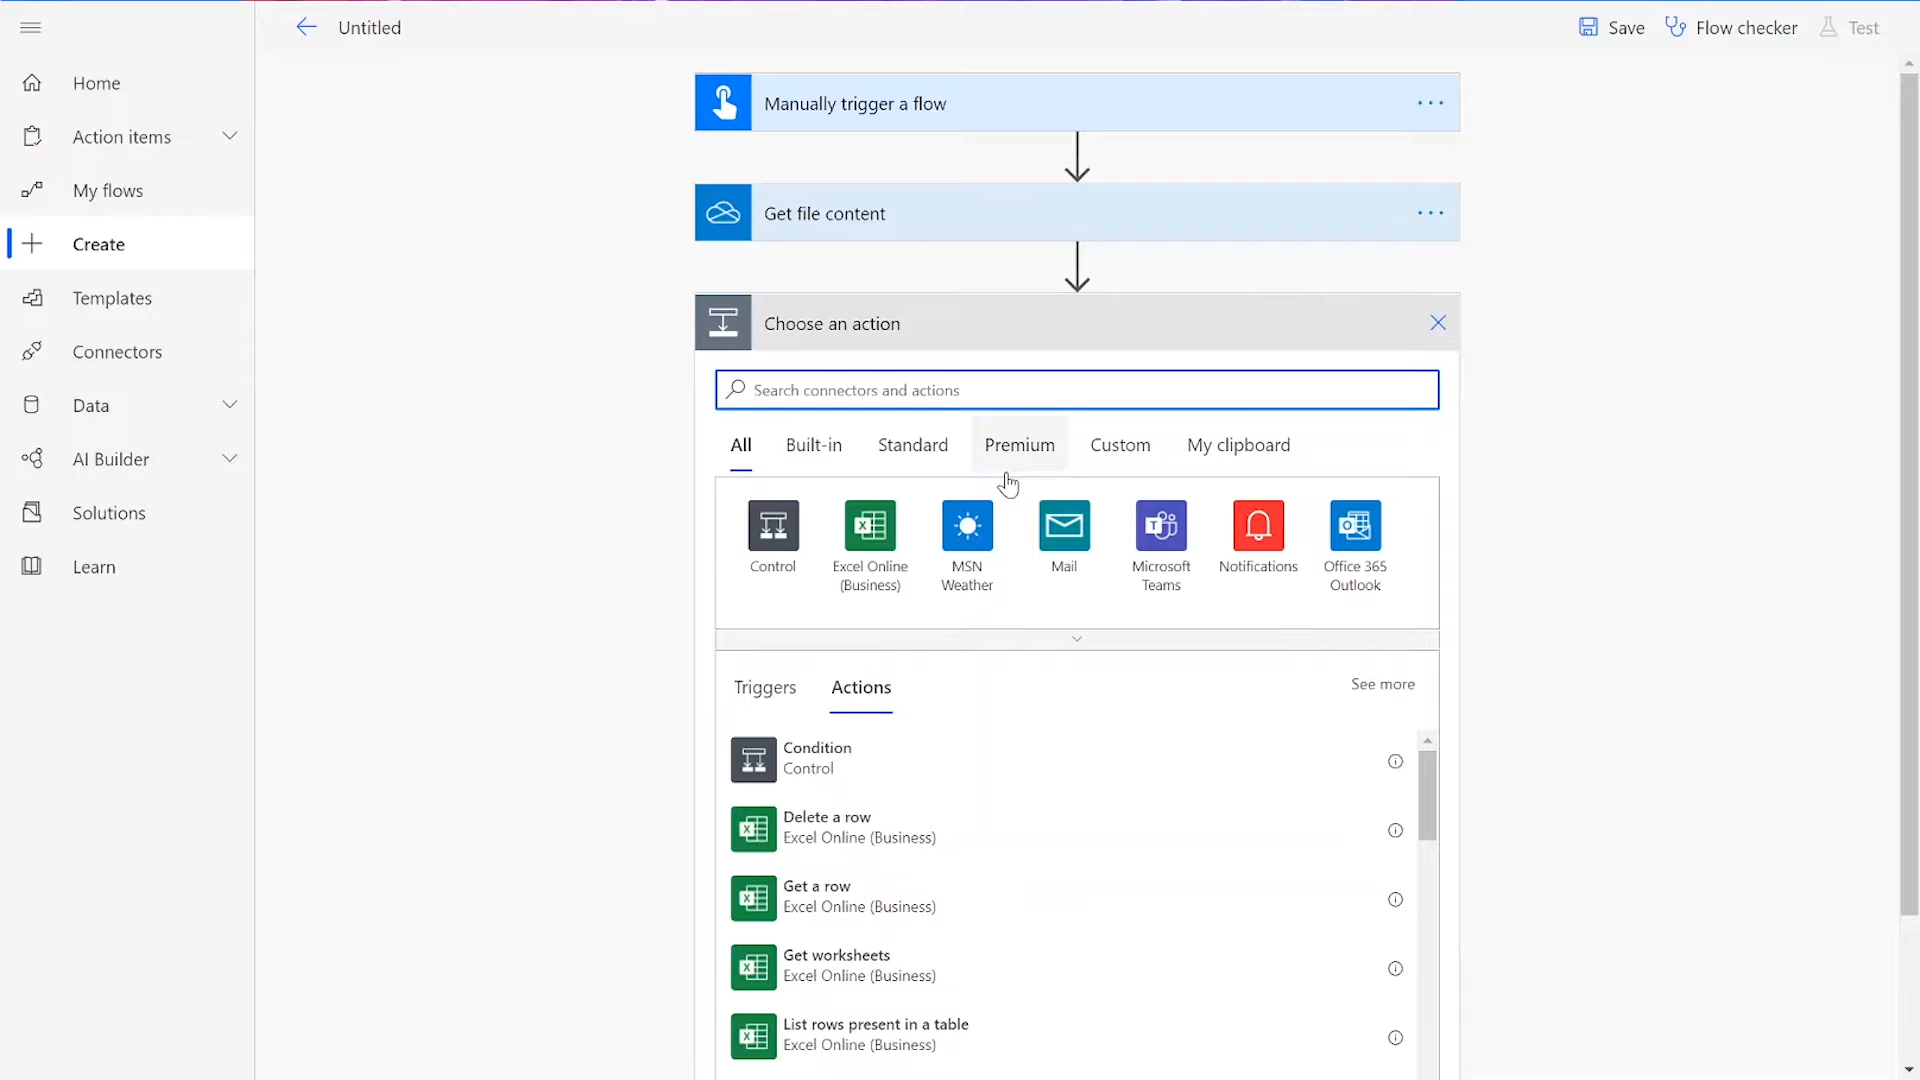 Untitled
Save
Flow checker
Test
Home
Action items
My flows
Create
Templates
Connectors
Data
AI Builder
Solutions
Learn
Manually trigger a flow
Get file content
Choose an action
Search connectors and actions
All
Built-in
Standard
Premium
Custom
My clipboard
Control
Excel Online
(Business)
MSN
Weather
Mail
Microsoft
Teams
Notifications
Office 365
Outlook
Triggers
Actions
See more
Condition
Control
Delete a row
Excel Online (Business)
Get a row
Excel Online (Business)
Get worksheets
Excel Online (Business)
List rows present in a table
Excel Online (Business)